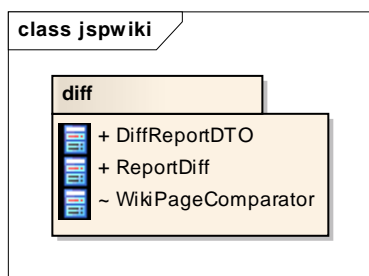 class jspwiki
diff
+ DiffReportDTO
+ ReportDiff
~ WikiPageComparator